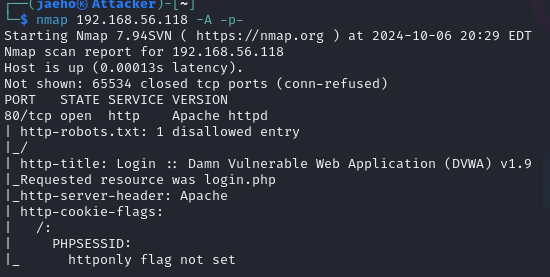 ┌──(jaeho㉿Attacker)-[~]
└─$ nmap 192.168.56.118 -A -p-
Starting Nmap 7.94SVN ( https://nmap.org ) at 2024-10-06 20:29 EDT
Nmap scan report for 192.168.56.118
Host is up (0.00013s latency).
Not shown: 65534 closed tcp ports (conn-refused)
PORT   STATE SERVICE VERSION
80/tcp open  http    Apache httpd
| http-robots.txt: 1 disallowed entry
|_/
| http-title: Login :: Damn Vulnerable Web Application (DVWA) v1.9
|_Requested resource was login.php
|_http-server-header: Apache
| http-cookie-flags:
|   /:
|     PHPSESSID:
|_      httponly flag not set